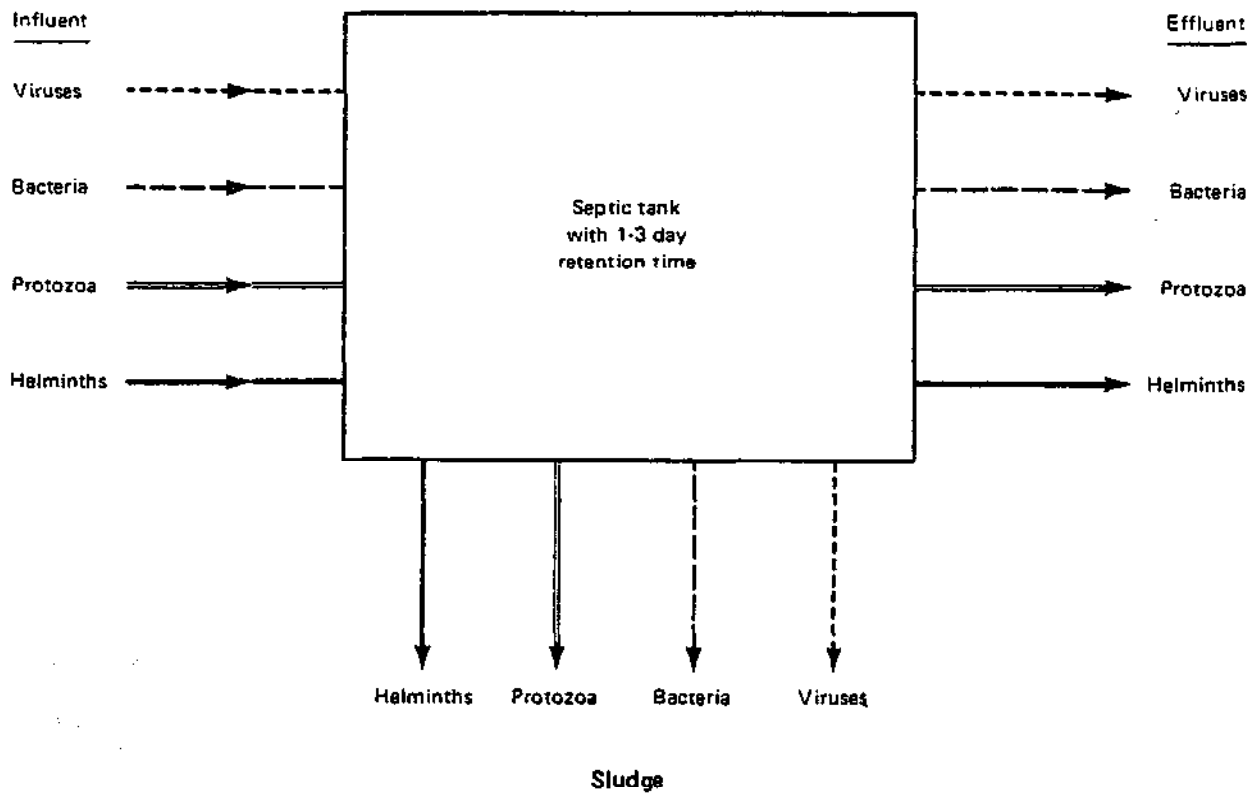 Influent
Effluent
Viruses
Viruses
Bacteria
Bacteria
Septic tank
with 1-3 day
retention time
Protozoa
Protozoa
Helminths
Helminths
Helminths
Protozoa
Bacteria
Viruses
Sludge